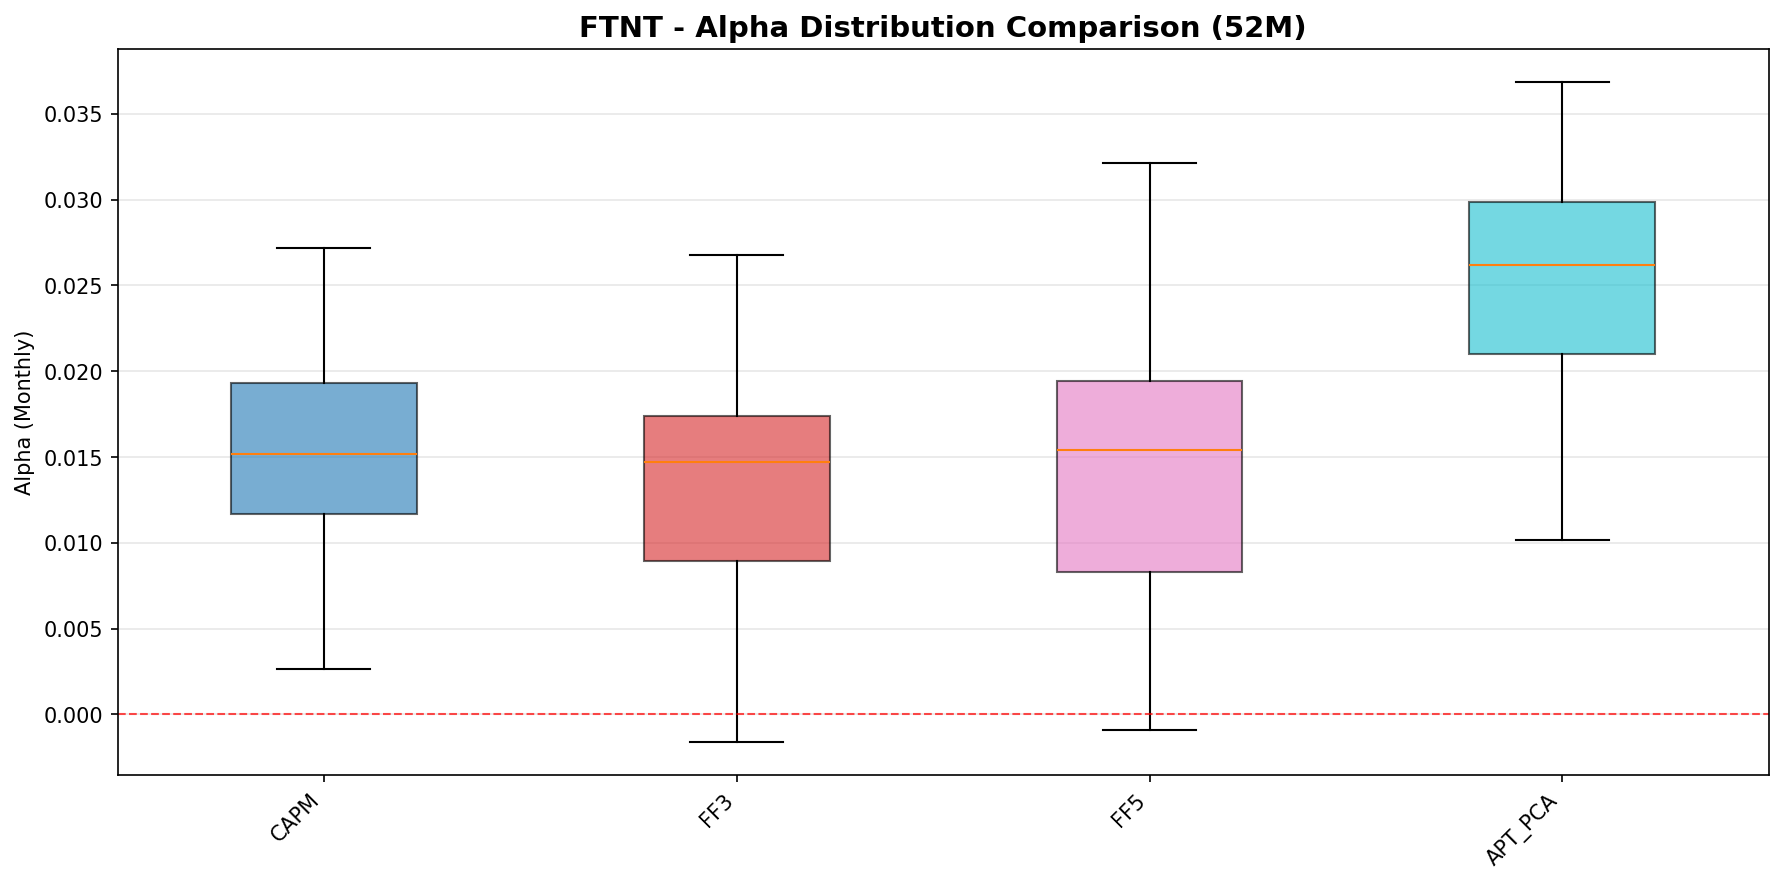 FTNT - Alpha Distribution Comparison (52M)
Alpha (Monthly)
0.035
0.030
0.025
0.020
0.015
0.010
0.005
0.000
CAPM
FF3
FF5
APT_PCA